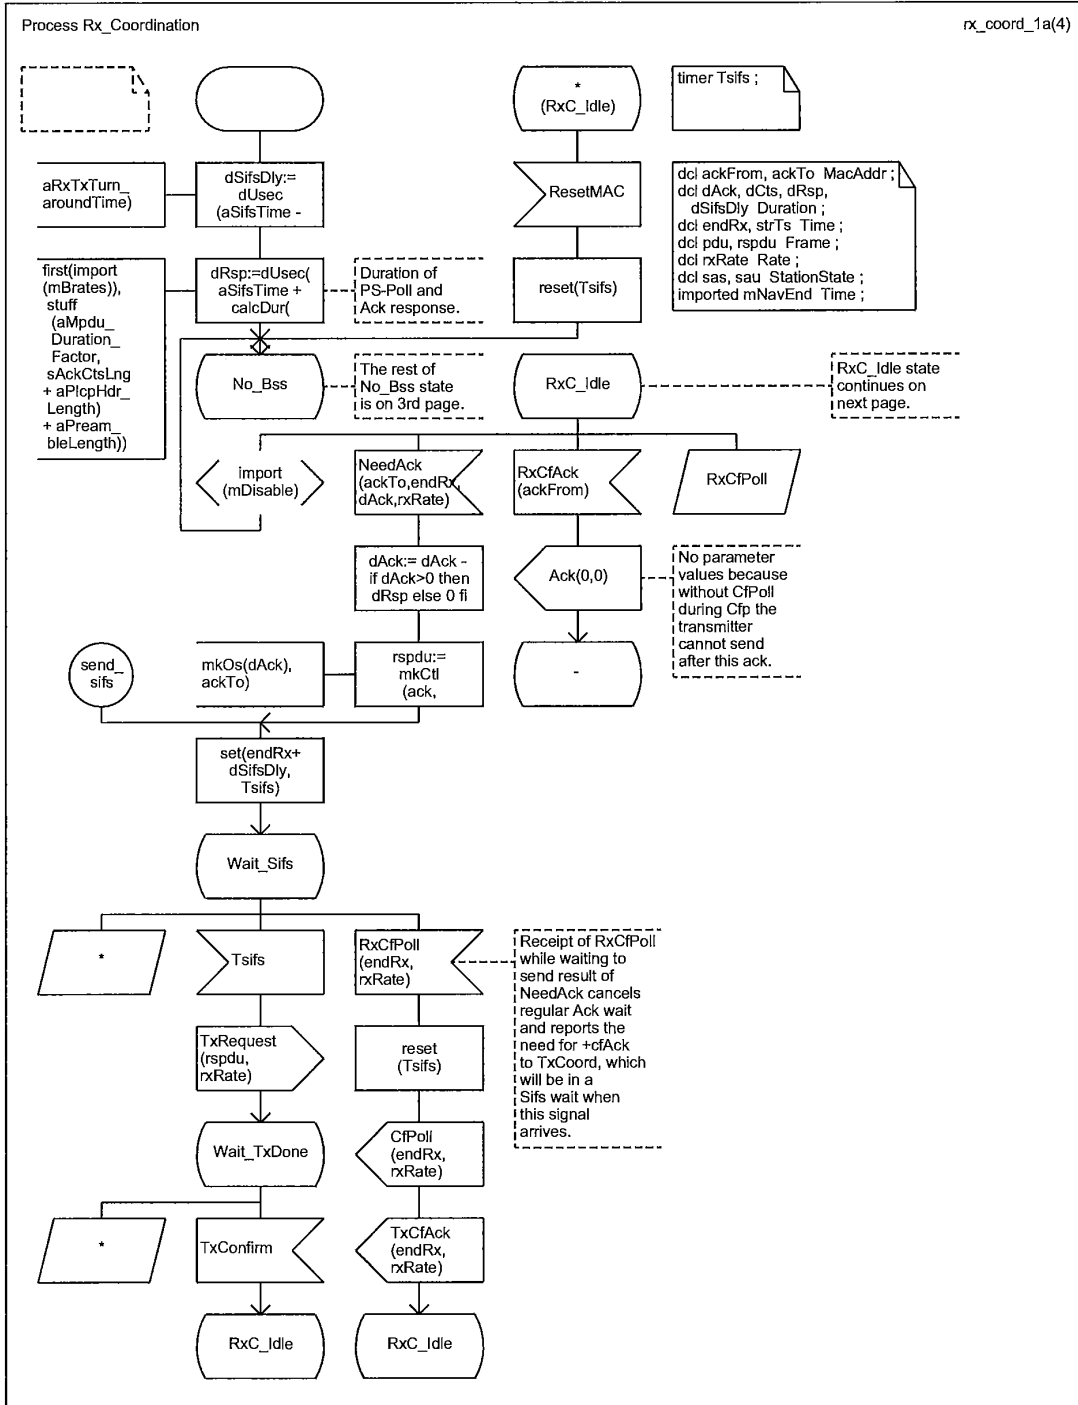 Process Rx_Coordination
rx_coord_1a(4)
*
(RxC_Idle)
timer Tsifs ;
aRxTxTurn_
aroundTime)
dSifsDly:=
dUsec
(aSifsTime -
ResetMAC
dcl ackFrom, ackTo MacAddr ;
dcl dAck, dCts, dRsp,
dSifsDly Duration ;
dcl endRx, strTs Time ;
dcl pdu, rspdu Frame ;
dcl rxRate Rate ;
dcl sas, sau StationState ;
imported mNavEnd Time ;
first(import
(mBrates)),
stuff
(aMpdu_
Duration_
Factor,
sAckCtsLng
+ aPlcpHdr_
Length)
+ aPream_
bleLength))
dRsp:=dUsec(
aSifsTime +
calcDur(
Duration of
PS-Poll and
Ack response.
reset(Tsifs)
No_Bss
The rest of
No_Bss state
is on 3rd page.
RxC_Idle
RxC_Idle state
continues on
next page.
import
(mDisable)
NeedAck
(ackTo,endRx,
dAck,rxRate)
RxCfAck
(ackFrom)
RxCfPoll
dAck:= dAck -
if dAck>0 then
dRsp else 0 fi
Ack(0,0)
No parameter
values because
without CfPoll
during Cfp the
transmitter
cannot send
after this ack.
send_
sifs
mkOs(dAck),
ackTo)
rspdu:=
mkCtl
(ack,
-
set(endRx+
dSifsDly,
Tsifs)
Wait_Sifs
*
Tsifs
RxCfPoll
(endRx,
rxRate)
Receipt of RxCfPoll
while waiting to
send result of
NeedAck cancels
regular Ack wait
and reports the
need for +cfAck
to TxCoord, which
will be in a
Sifs wait when
this signal
arrives.
TxRequest
(rspdu,
rxRate)
reset
(Tsifs)
Wait_TxDone
CfPoll
(endRx,
rxRate)
*
TxConfirm
TxCfAck
(endRx,
rxRate)
RxC_Idle
RxC_Idle